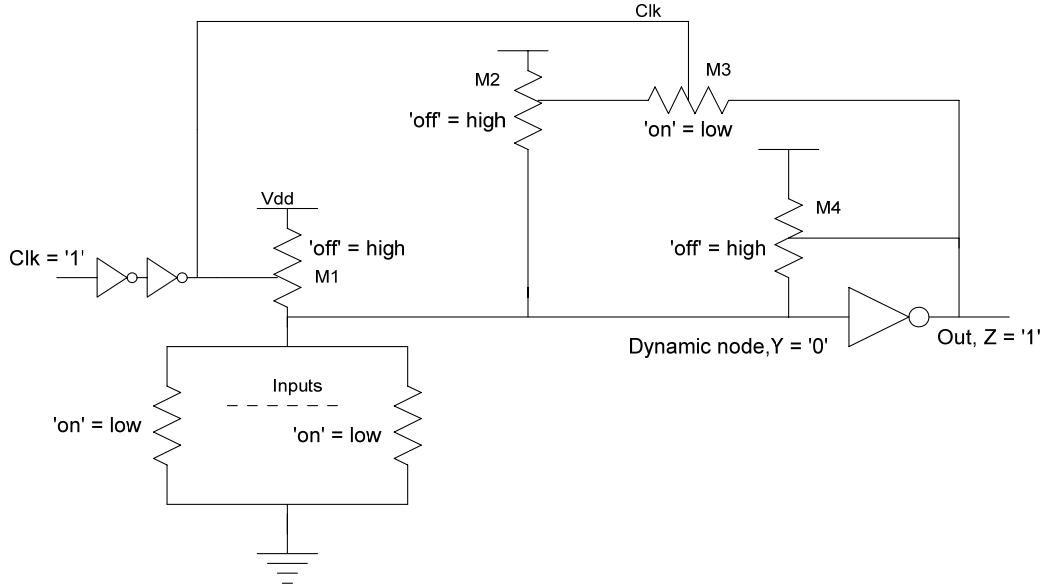 Clk
M2
M3
'off' = high
'on' = low
Vdd
M4
'off' = high
'off' = high
Clk = '1'
M1
Out, Z = '1'
Dynamic node,Y = '0'
Inputs
'on' = low
'on' = low